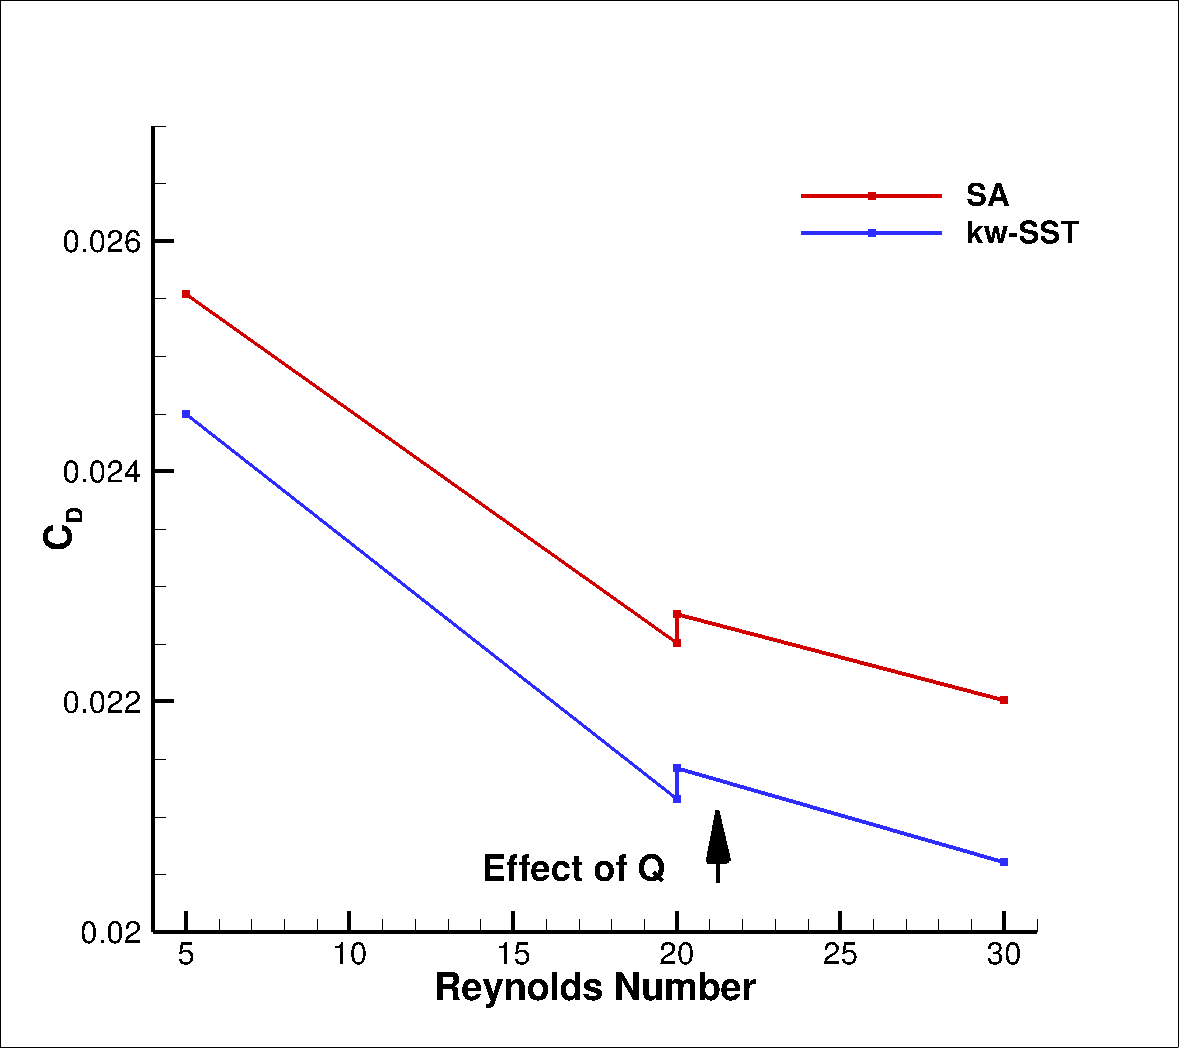 SA
kw-SST
0.026
0.024
0.022
0.02
C_D
Effect of Q
5 10 15 20 25 30
Reynolds Number